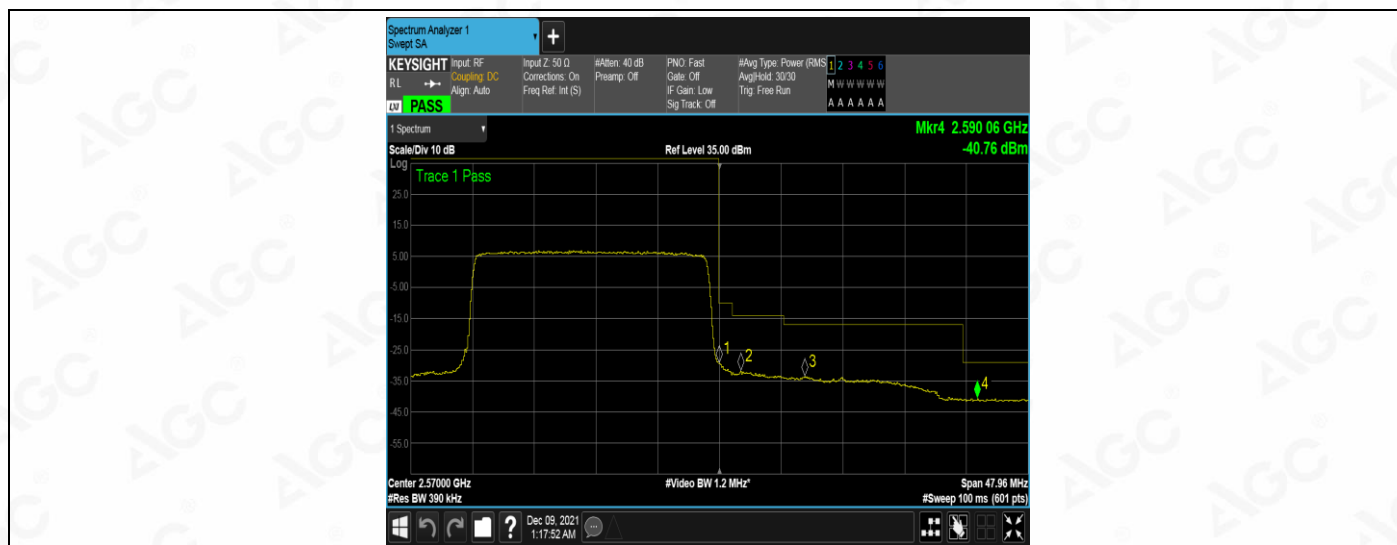 Spectrum Analyzer 1
Swept SA
KEYSIGHT Input: RF Input Z: 50 Ω #Atten: 40 dB PNO: Fast #Avg Type: Power (RMS 1 2 3 4 5 6
RL Coupling: DC Corrections: On Preamp: Off Gate: Off Avg|Hold: 30/30 M W W W W W
Align: Auto Freq Ref: Int (S) IF Gain: Low Trig: Free Run
LXI PASS Sig Track: Off A A A A A A
1 Spectrum Mkr4 2.590 06 GHz
Scale/Div 10 dB Ref Level 35.00 dBm -40.76 dBm
Log
Trace 1 Pass
25.0
15.0
5.00
-5.00
-15.0
-25.0
1
2
3
-35.0
4
-45.0
-55.0
Center 2.57000 GHz #Video BW 1.2 MHz* Span 47.96 MHz
#Res BW 390 kHz #Sweep 100 ms (601 pts)
? Dec 09, 2021
1:17:52 AM
AGC